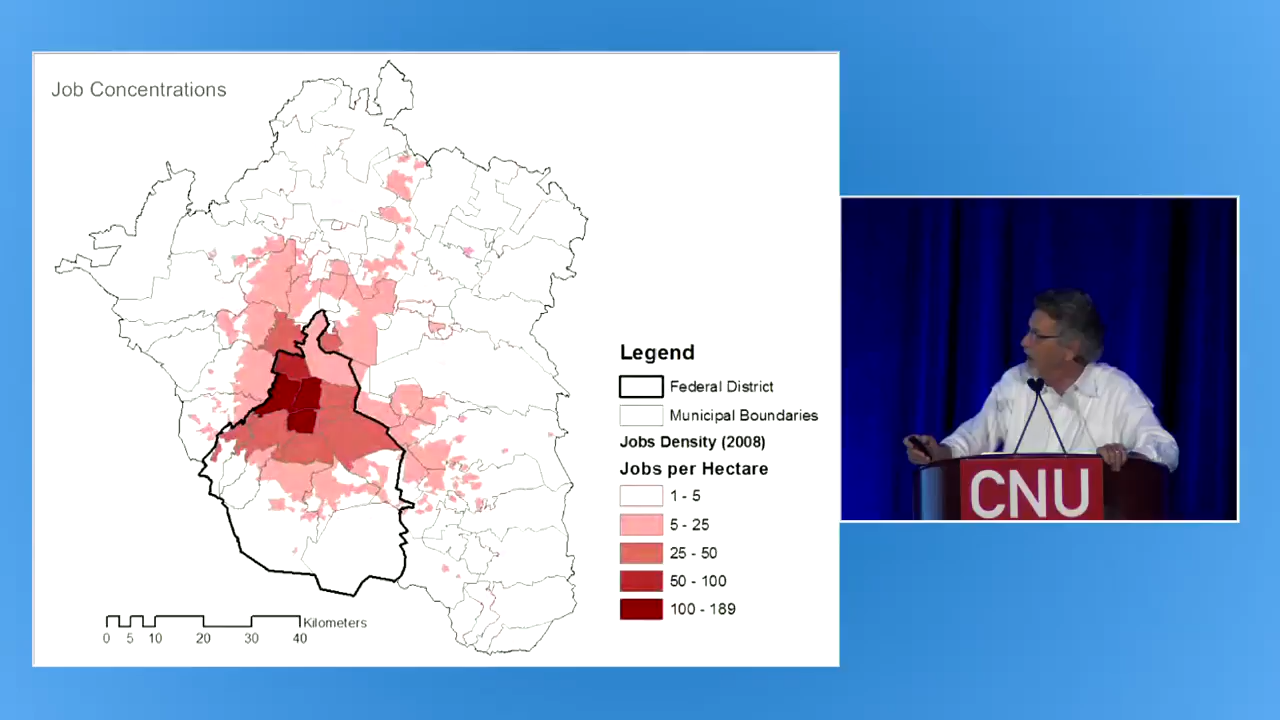 Job Concentrations
Legend
Federal District
Municipal Boundaries
Jobs Density (2008)
Jobs per Hectare
1 - 5
5 - 25
25 - 50
50 - 100
100 - 189
Kilometers
0 5 10 20 30 40
CNU